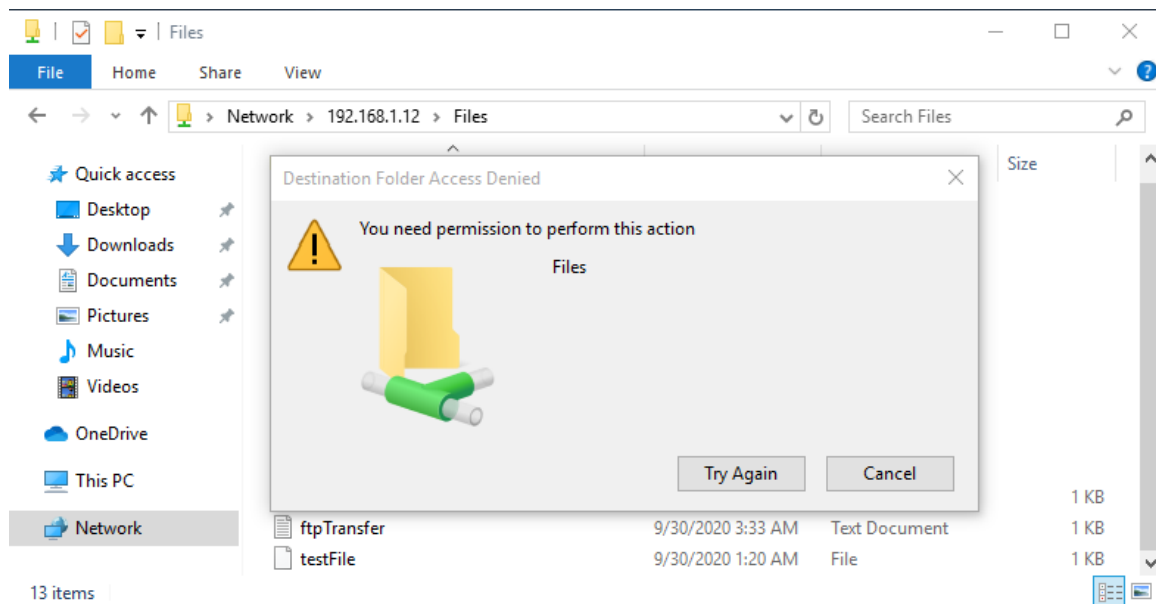 Files
File Home Share View
Network > 192.168.1.12 > Files
Search Files
Quick access
Desktop
Downloads
Documents
Pictures
Music
Videos
OneDrive
This PC
Network
Size
Destination Folder Access Denied
You need permission to perform this action
Files
Try Again Cancel
1 KB
ftpTransfer 9/30/2020 3:33 AM Text Document 1 KB
testFile 9/30/2020 1:20 AM File 1 KB
13 items